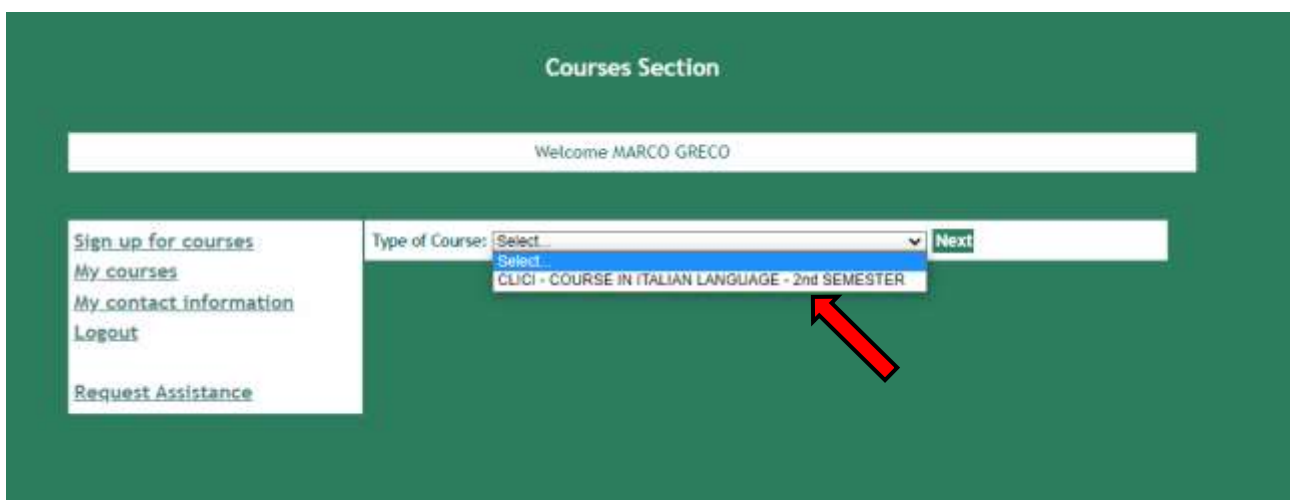 Courses Section
Welcome MARCO GRECO
Sign up for courses
My courses
My contact information
Logout
Request Assistance
Type of Course: Select... Next
Select...
CLICI - COURSE IN ITALIAN LANGUAGE - 2nd SEMESTER